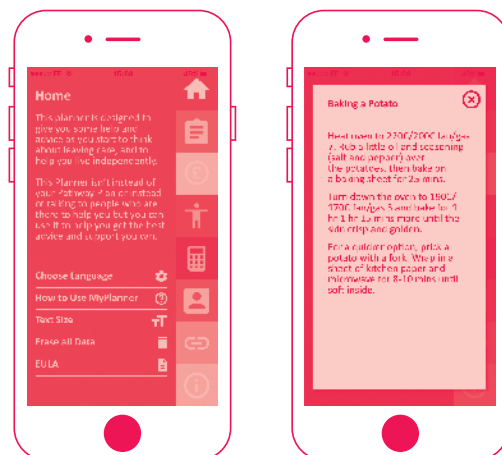 Home
This planner is designed to
give you some help and
advice as you start to think
about leaving care, and to
help you live independently.
This Planner isn't instead of
your Pathway Plan or instead
or talking to people who are
there to help you but you can
use it to help you get the best
advice and support you can.
Choose Language
How to Use MyPlanner
Text Size
Erase all Data
EULA
Baking a Potato
Heat oven to 220C/200C fan/gas
7. Rub a little oil and seasoning
(salt and pepper) over
the potatoes, then bake on
a baking sheet for 25 mins.
Turn down the oven to 190C/
170C fan/gas 5 and bake for 1
hr-1 hr 15 mins more until the
skin crisp and golden.
For a quicker option, prick a
potato with a fork. Wrap in a
sheet of kitchen paper and
microwave for 8-10 mins until
soft inside.